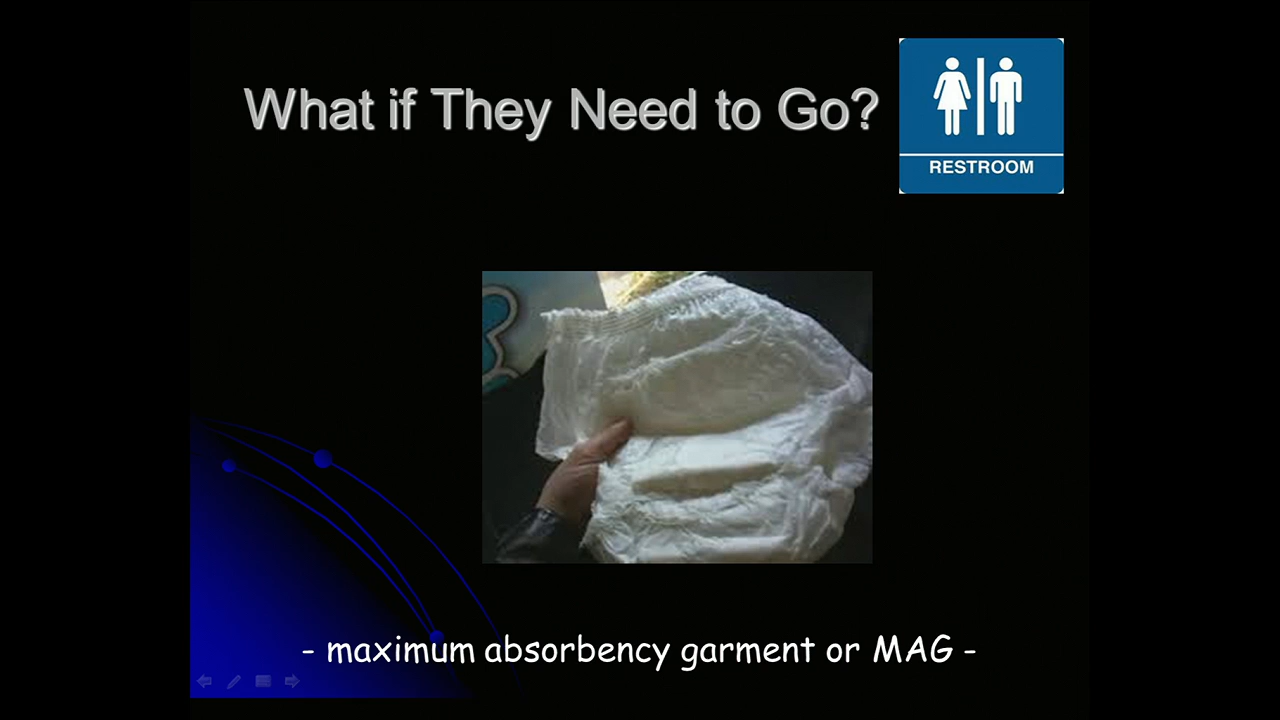 What if They Need to Go?
RESTROOM
- maximum absorbency garment or MAG -